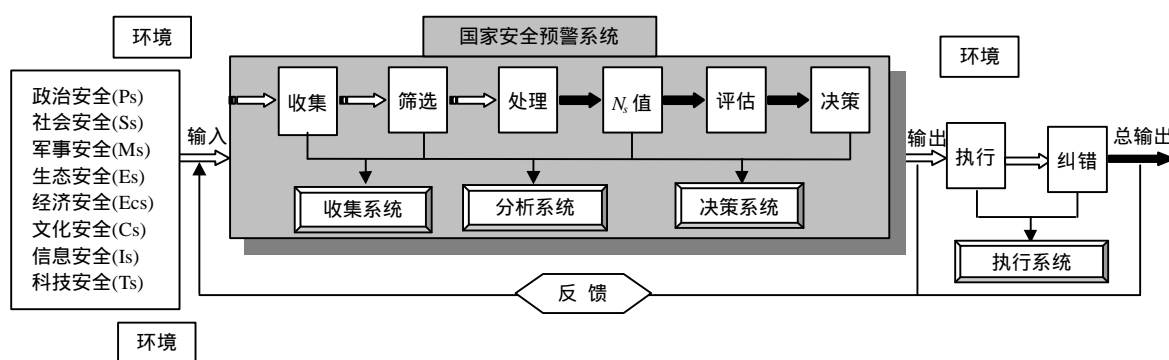 环境
国家安全预警系统
环境
政治安全(Ps)
社会安全(Ss)
军事安全(Ms)
生态安全(Es)
经济安全(Ecs)
文化安全(Cs)
信息安全(Is)
科技安全(Ts)
输入
收集
筛选
处理
Ns 值
评估
决策
收集系统
分析系统
决策系统
输出
执行
纠错
总输出
执行系统
反 馈
环境